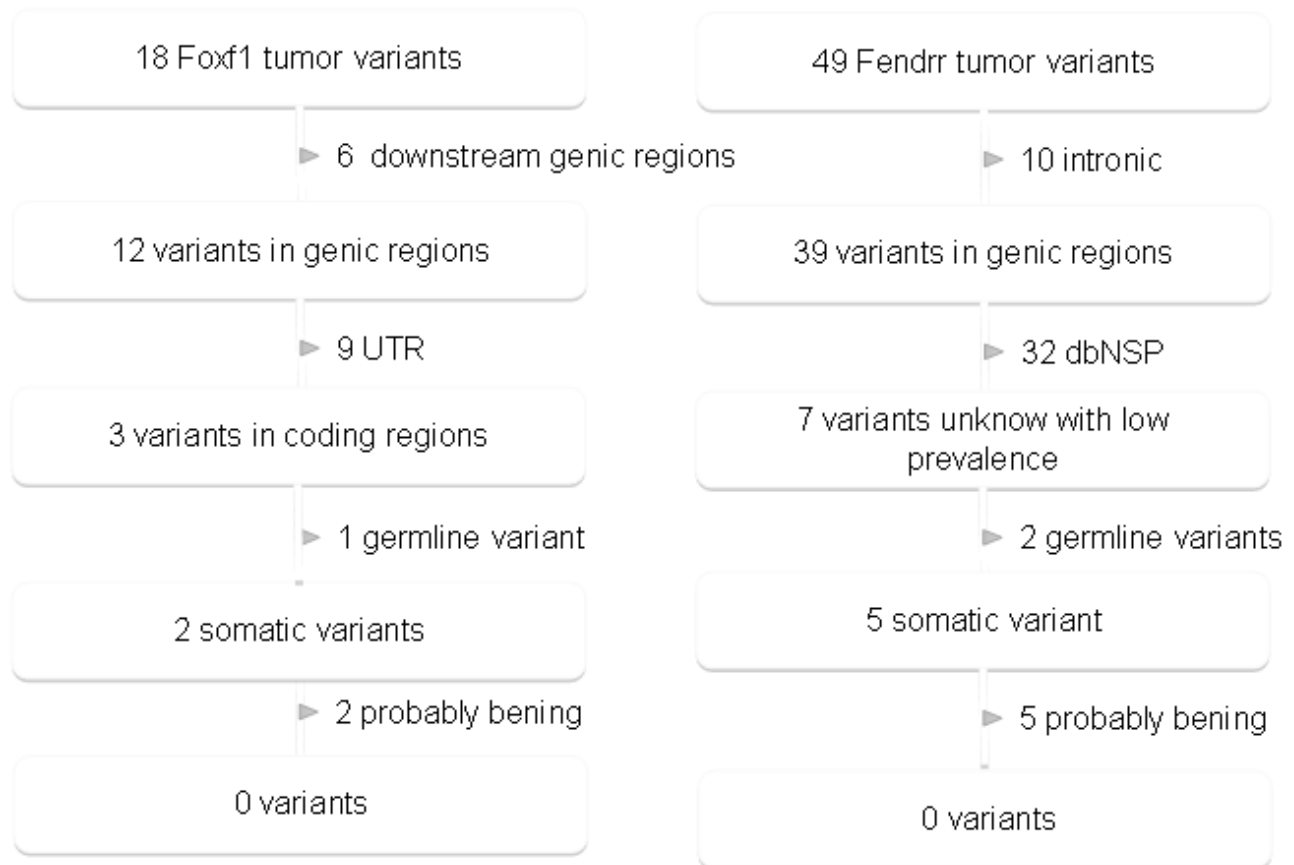 18 Foxf1 tumor variants
6 downstream genic regions
12 variants in genic regions
9 UTR
3 variants in coding regions
1 germline variant
2 somatic variants
2 probably bening
0 variants
49 Fendrr tumor variants
10 intronic
39 variants in genic regions
32 dbNSP
7 variants unknow with low
prevalence
2 germline variants
5 somatic variant
5 probably bening
0 variants